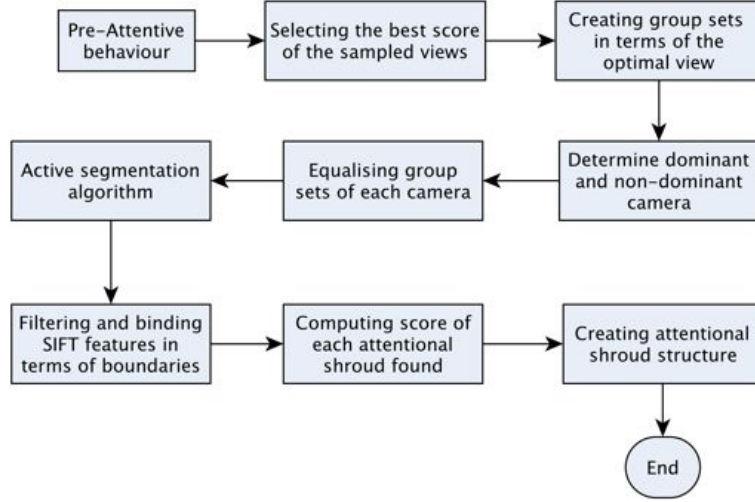 Pre-Attentive
behaviour
Selecting the best score
of the sampled views
Creating group sets
in terms of the
optimal view
Determine dominant
and non-dominant
camera
Equalising group
sets of each camera
Active segmentation
algorithm
Filtering and binding
SIFT features in
terms of boundaries
Computing score of
each attentional
shroud found
Creating attentional
shroud structure
End